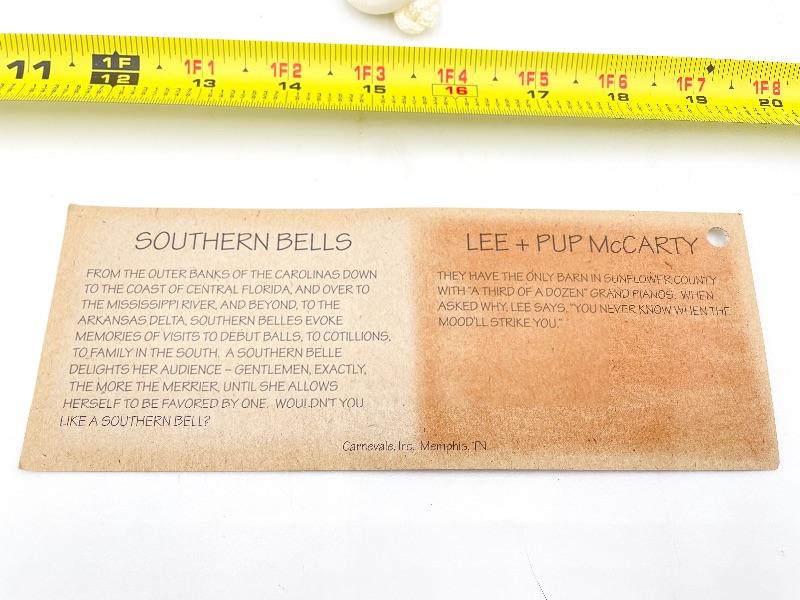 11 1F 12 1F1 13 1F2 14 1F3 15 1F4 16 1F5 17 1F6 18 1F7 19 1F8 20
SOUTHERN BELLS
FROM THE OUTER BANKS OF THE CAROLINAS DOWN
TO THE COAST OF CENTRAL FLORIDA, AND OVER TO
THE MISSISSIPPI RIVER, AND BEYOND, TO THE
ARKANSAS DELTA, SOUTHERN BELLES EVOKE
MEMORIES OF VISITS TO DEBUT BALLS, TO COTILLIONS,
TO FAMILY IN THE SOUTH. A SOUTHERN BELLE
DELIGHTS HER AUDIENCE – GENTLEMEN, EXACTLY,
THE MORE THE MERRIER, UNTIL SHE ALLOWS
HERSELF TO BE FAVORED BY ONE. WOULDN'T YOU
LIKE A SOUTHERN BELL?
LEE + PUP McCARTY
THEY HAVE THE ONLY BARN IN SUNFLOWER COUNTY
WITH "A THIRD OF A DOZEN" GRAND PIANOS. WHEN
ASKED WHY, LEE SAYS, "YOU NEVER KNOW WHEN THE
MOOD'LL STRIKE YOU."
Carnevale, Inc. Memphis, TN